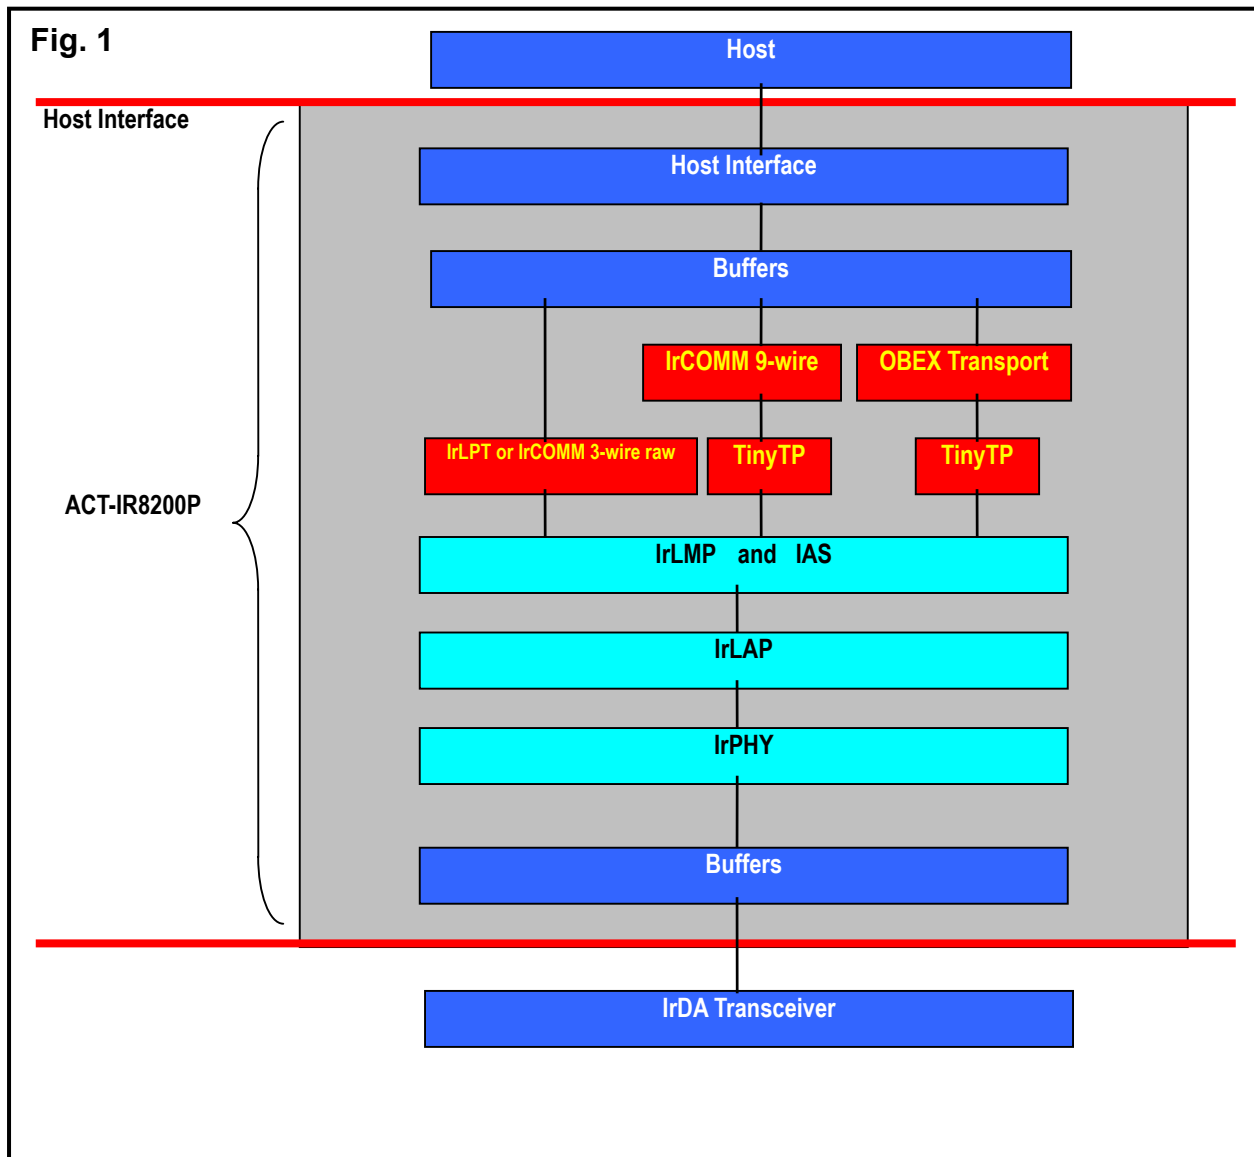 Fig. 1
Host
Host Interface
Host Interface
Buffers
IrCOMM 9-wire
OBEX Transport
IrLPT or IrCOMM 3-wire raw
TinyTP
TinyTP
ACT-IR8200P
IrLMP and IAS
IrLAP
IrPHY
Buffers
IrDA Transceiver